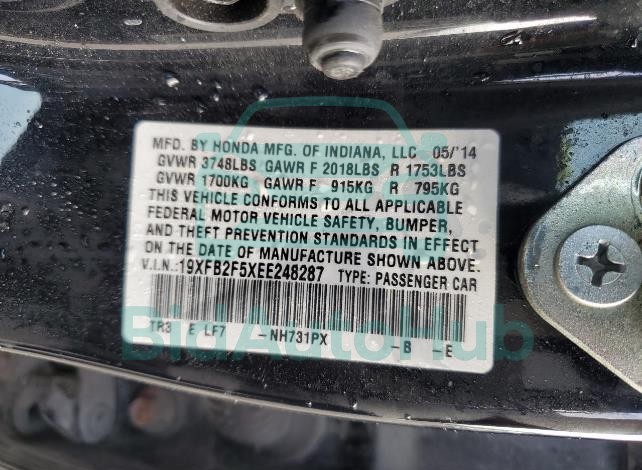 MFD. BY HONDA MFG. OF INDIANA, LLC 05/'14
GVWR 3748LBS GAWR F 2018LBS R 1753LBS
GVWR 1700KG GAWR F 915KG R 795KG
THIS VEHICLE CONFORMS TO ALL APPLICABLE
FEDERAL MOTOR VEHICLE SAFETY, BUMPER,
AND THEFT PREVENTION STANDARDS IN EFFECT
ON THE DATE OF MANUFACTURE SHOWN ABOVE.
V.I.N.:19XFB2F5XEE248287 TYPE: PASSENGER CAR
TR3 E LF7 -NH731PX -B -E
BidAutoHub